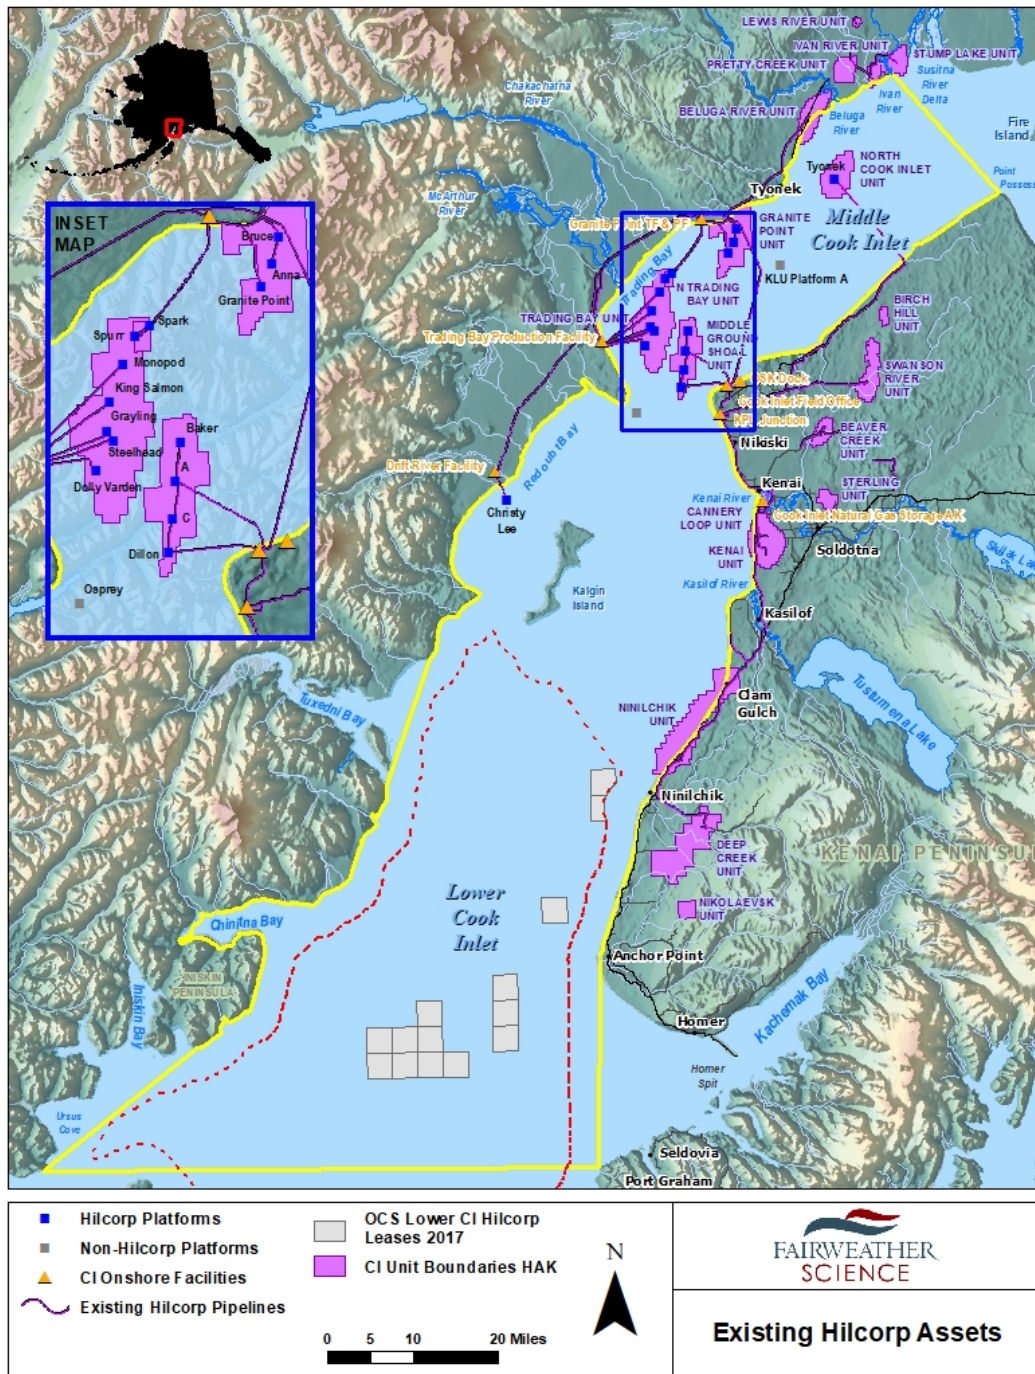 LEWIS RIVER UNIT
IVAN RIVER UNIT
PRETTY CREEK UNIT
STUMP LAKE UNIT
Susitna
River
Delta
Ivan
River
Beluga
River
BELUGA RIVER UNIT
Chakachatna
River
Fire
Island
Tyonek
NORTH
COOK INLET
UNIT
Tyonek
Point
Possess
McArthur
River
Middle
Cook Inlet
Granite Point TF & PF
GRANITE
POINT
UNIT
KLU Platform A
Trading Bay
N TRADING
BAY UNIT
TRADING BAY UNIT
Trading Bay Production Facility
MIDDLE
GROUND
SHOAL
UNIT
BIRCH
HILL
UNIT
SWANSON
RIVER
UNIT
OSK Dock
Cook Inlet Field Office
KPL Junction
Nikiski
BEAVER
CREEK
UNIT
INSET
MAP
Bruce
Anna
Granite Point
Spark
Spurr
Monopod
King Salmon
Grayling
Baker
Steelhead
A
Dolly Varden
C
Dillon
Osprey
Drift River Facility
Redoubt Bay
Christy
Lee
Kenai
STERLING
UNIT
Kenai River
CANNERY
LOOP UNIT
Cook Inlet Natural Gas Storage AK
KENAI
UNIT
Soldotna
Skilak Lak
Kasilof River
Kasilof
Kalgin
Island
Tustumena Lake
Tuxedni Bay
Clam
Gulch
NINILCHIK
UNIT
Ninilchik
DEEP
CREEK
UNIT
KENAI PENINSU
NIKOLAEVSK
UNIT
Lower
Cook
Inlet
Chinitna Bay
INISKIN
PENINSULA
Iniskin Bay
Anchor Point
Homer
Kachemak Bay
Homer
Spit
Ursus
Cove
Seldovia
Port Graham
Hilcorp Platforms
Non-Hilcorp Platforms
CI Onshore Facilities
Existing Hilcorp Pipelines
OCS Lower CI Hilcorp
Leases 2017
CI Unit Boundaries HAK
0 5 10 20 Miles
N
FAIRWEATHER
SCIENCE
Existing Hilcorp Assets